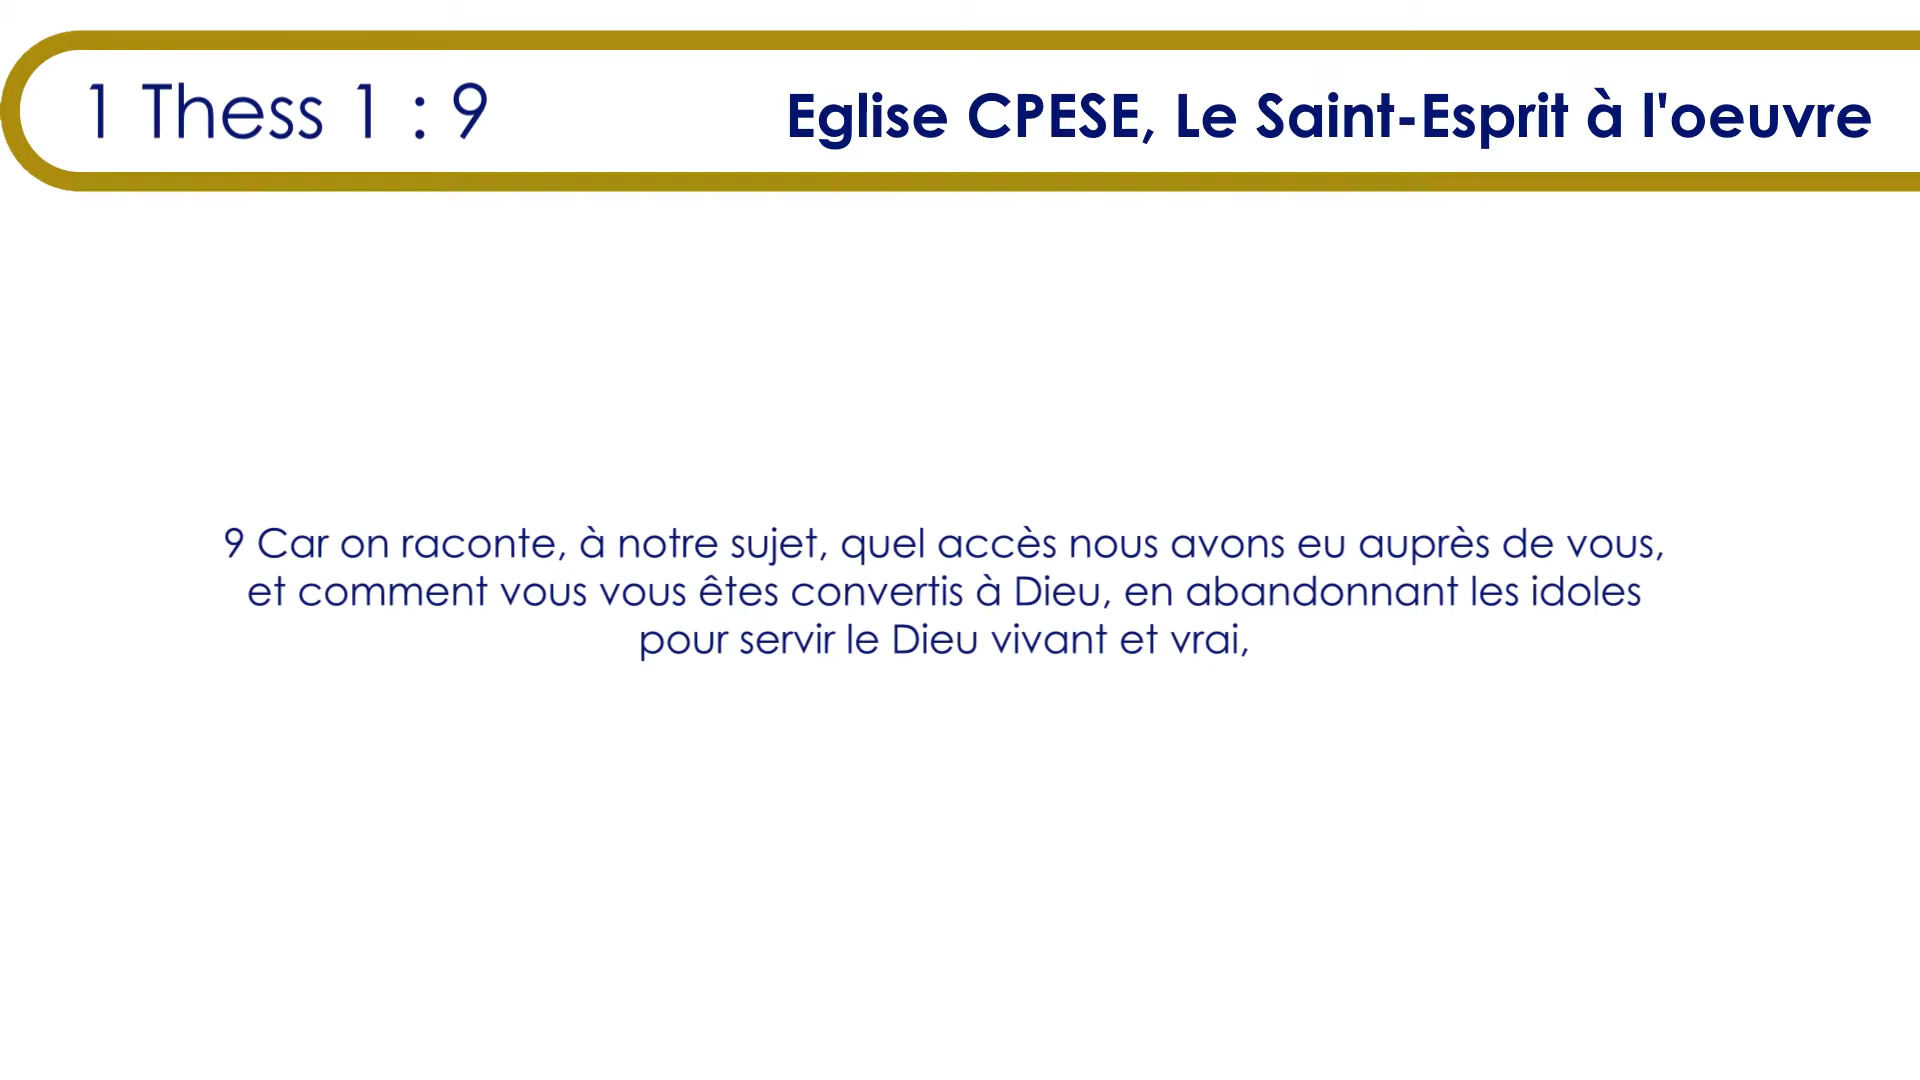 1 Thess 1 : 9
Eglise CPESE, Le Saint-Esprit à l'oeuvre
9 Car on raconte, à notre sujet, quel accès nous avons eu auprès de vous,
et comment vous vous êtes convertis à Dieu, en abandonnant les idoles
pour servir le Dieu vivant et vrai,